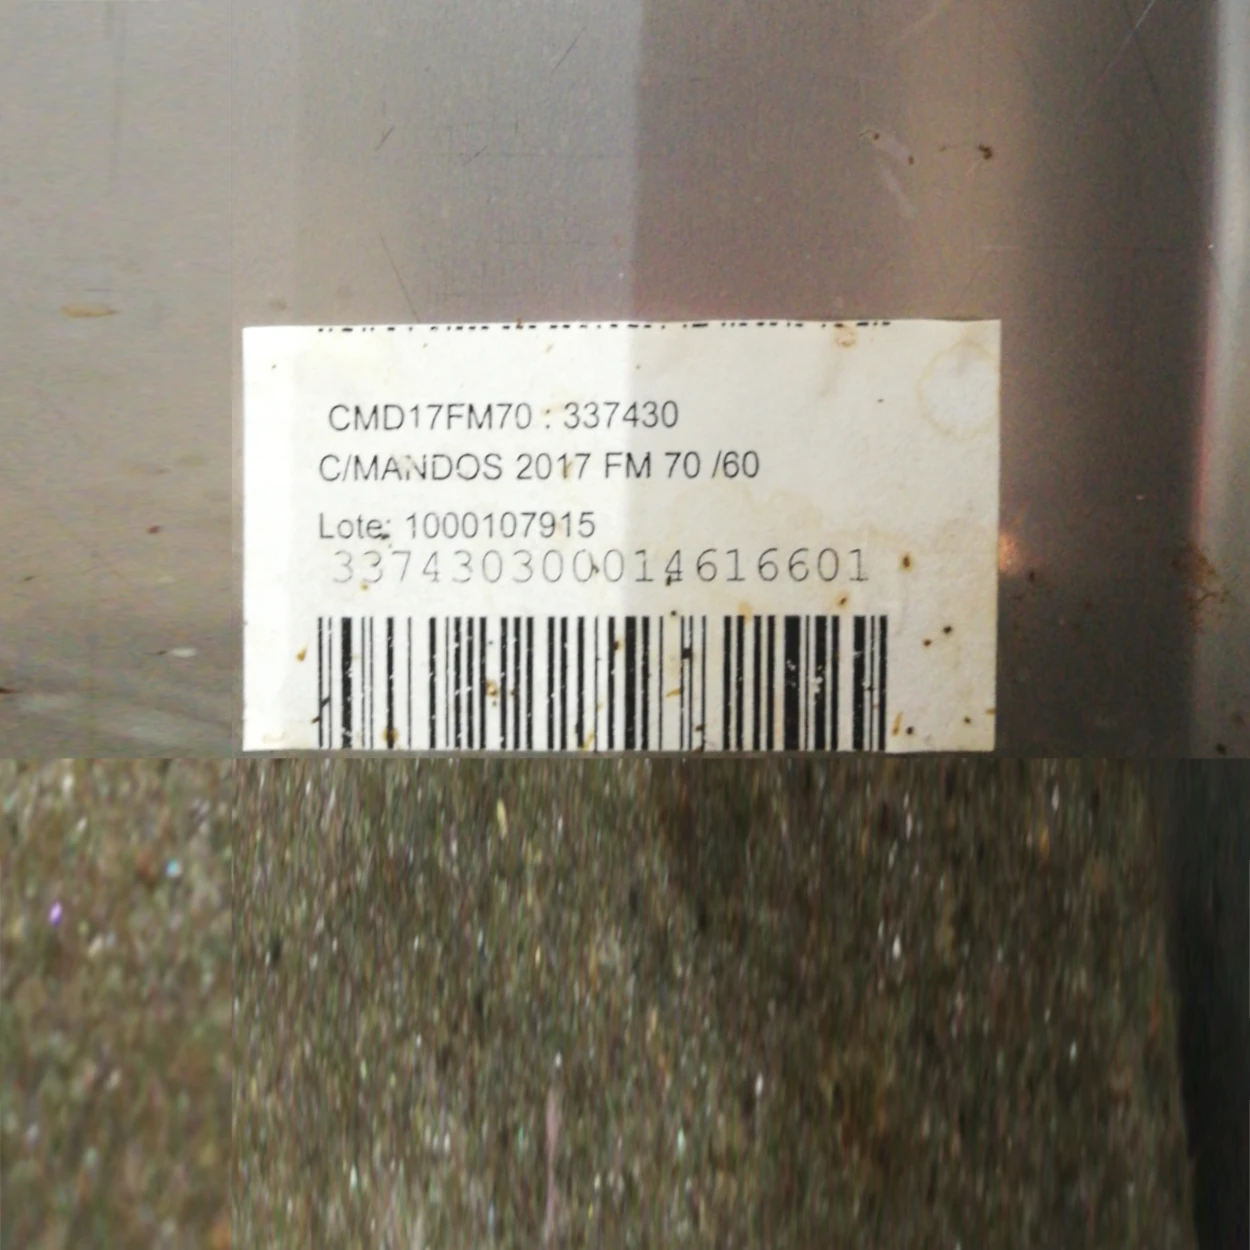 CMD17FM70 : 337430
C/MANDOS 2017 FM 70 /60
Lote: 1000107915
337430300014616601